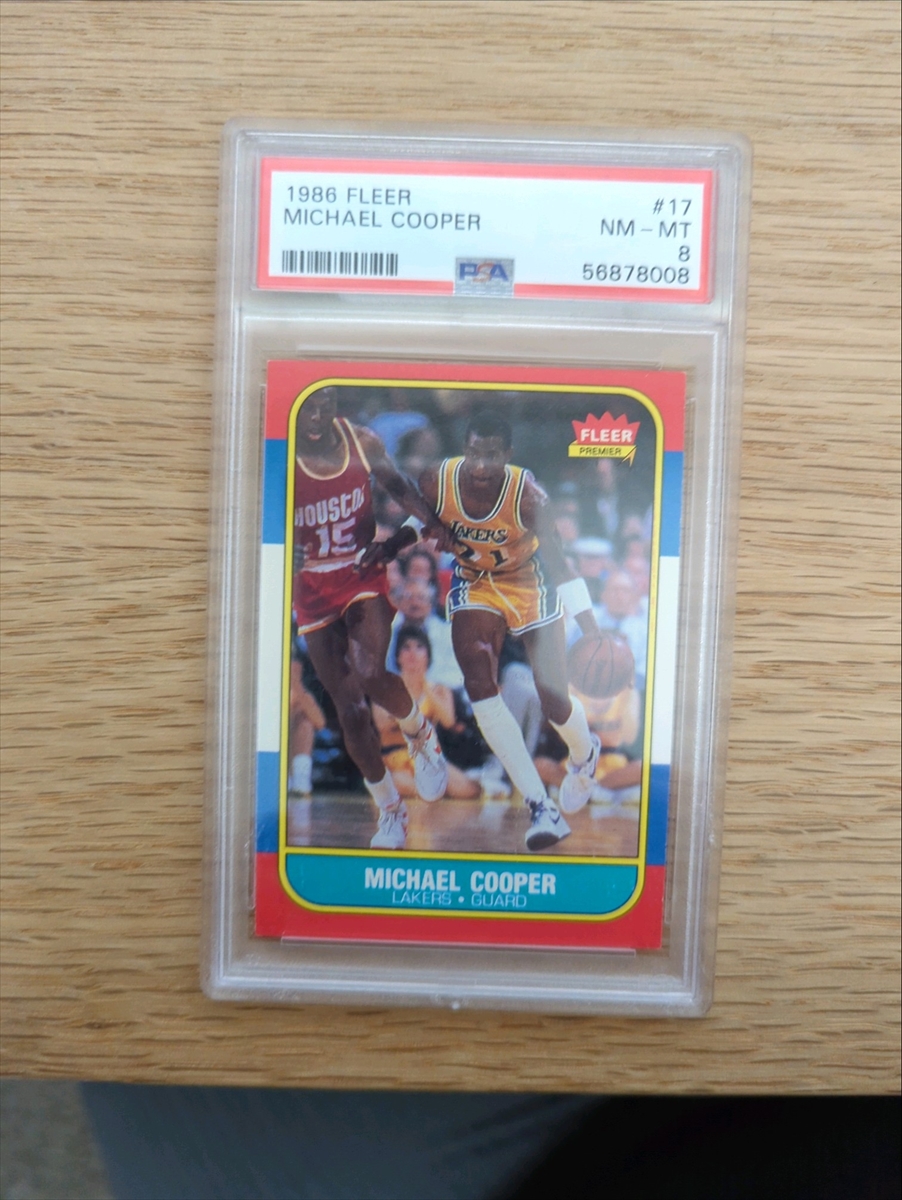 1986 FLEER
MICHAEL COOPER
#17
NM - MT
8
56878008
PSA
FLEER
PREMIER
HOUSTON
15
LAKERS
21
MICHAEL COOPER
LAKERS • GUARD